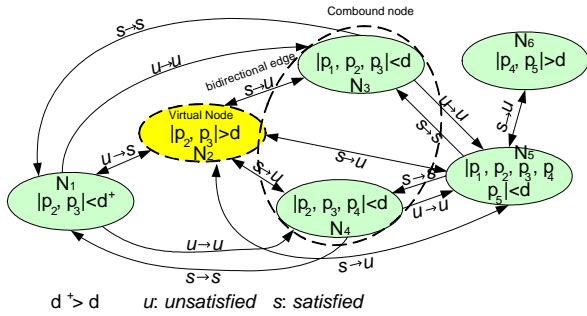 Combound node
s→s
N6
|p4, p5|>d
|p1, p2, p3|<d
N3
u→u
bidirectional edge
s→u
u→u
s→u
Virtual Node
|p2, p3|>d
N2
s→s
N1
|p2, p3|<d+
u→s
s→u
s→u
N5
|p1, p2, p3, p4
p5|<d
s→s
|p2, p3, p4|<d
N4
u→u
u→u
s→s
s→u
d+> d u: unsatisfied s: satisfied